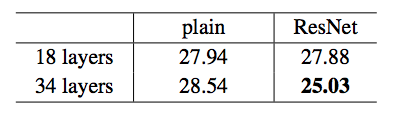 plain ResNet
18 layers 27.94 27.88
34 layers 28.54 25.03